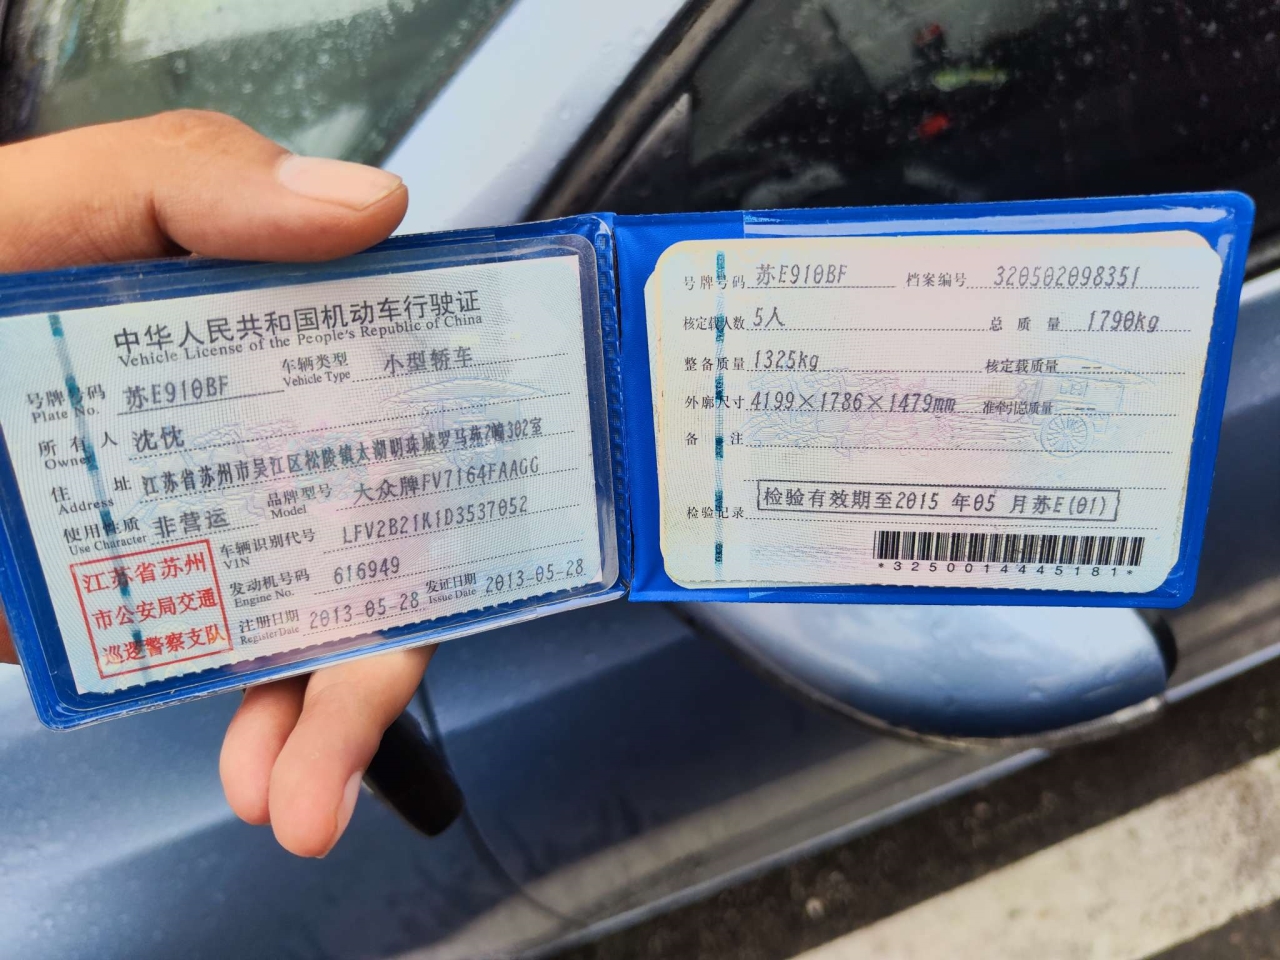 中华人民共和国机动车行驶证
Vehicle License of the People's Republic of China
号牌号码 苏E910BF 车辆类型 小型轿车
Plate No. Vehicle Type
所有人 沈忱
Owner
住址 江苏省苏州市吴江区松陵镇太湖明珠城罗马苑2幢302室
Address
使用性质 非营运 品牌型号 大众牌FV7164FAAGG
Use Character Model
江苏省苏州
市公安局交通
巡逻警察支队
车辆识别代号 LFV2B21K1D3537052
VIN
发动机号码 616949
Engine No.
注册日期 2013-05-28 发证日期 2013-05-28
Register Date Issue Date
号牌号码 苏E910BF 档案编号 320502098351
核定载人数 5人 总质量 1790kg
整备质量 1325kg 核定载质量 --
外廓尺寸 4199×1786×1479mm 准牵引总质量 --
备注
检验记录 检验有效期至2015 年05 月苏E(01)
*3250014445181*